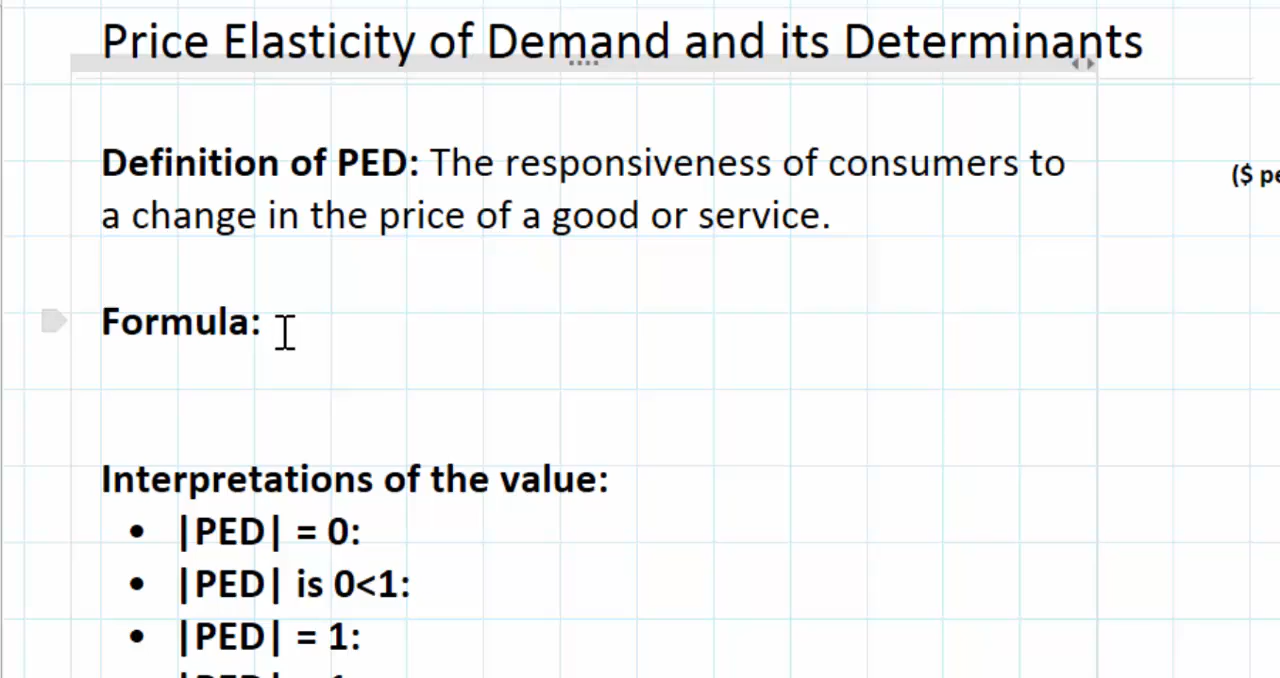 Price Elasticity of Demand and its Determinants
Definition of PED: The responsiveness of consumers to
a change in the price of a good or service.
($ pe
Formula:
Interpretations of the value:
• |PED| = 0:
• |PED| is 0<1:
• |PED| = 1: